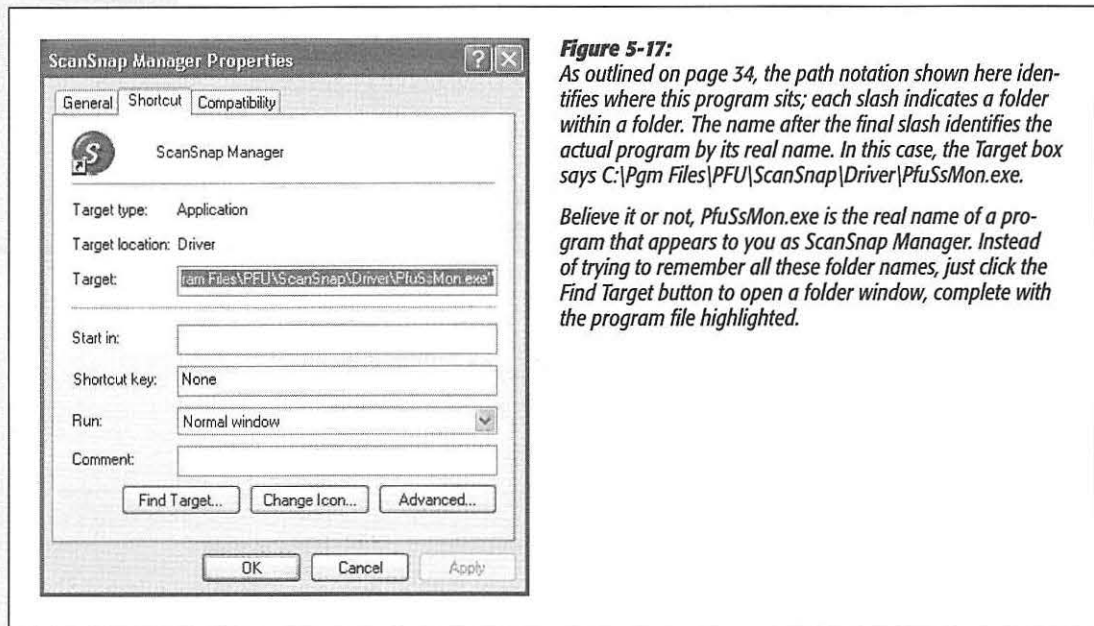 ScanSnap Manager Properties
General Shortcut Compatibility
S
ScanSnap Manager
Target type: Application
Target location: Driver
Target: ram Files\PFU\ScanSnap\Driver\PfuSsMon.exe"
Start in:
Shortcut key: None
Run: Normal window
Comment:
Find Target... Change Icon... Advanced...
OK Cancel Apply
Figure 5-17:
As outlined on page 34, the path notation shown here iden-
tifies where this program sits; each slash indicates a folder
within a folder. The name after the final slash identifies the
actual program by its real name. In this case, the Target box
says C:\Pgm Files\PFU\ScanSnap\Driver\PfuSsMon.exe.
Believe it or not, PfuSsMon.exe is the real name of a pro-
gram that appears to you as ScanSnap Manager. Instead
of trying to remember all these folder names, just click the
Find Target button to open a folder window, complete with
the program file highlighted.